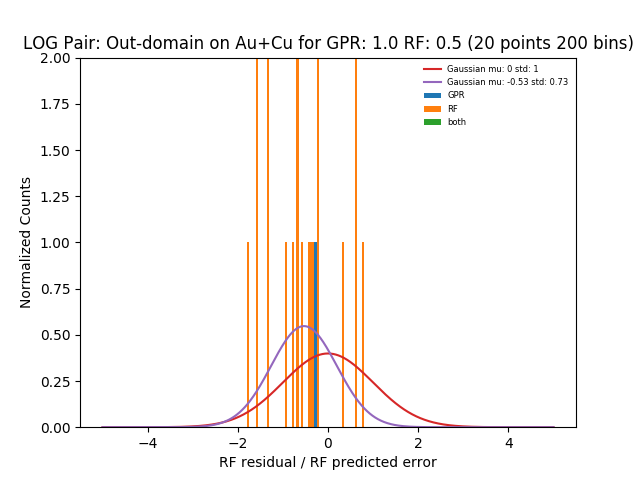 LOG Pair: Out-domain on Au+Cu for GPR: 1.0 RF: 0.5 (20 points 200 bins)
2.00
1.75
1.50
1.25
1.00
0.75
0.50
0.25
0.00
Normalized Counts
Gaussian mu: 0 std: 1
Gaussian mu: -0.53 std: 0.73
GPR
RF
both
−4 −2 0 2 4
RF residual / RF predicted error